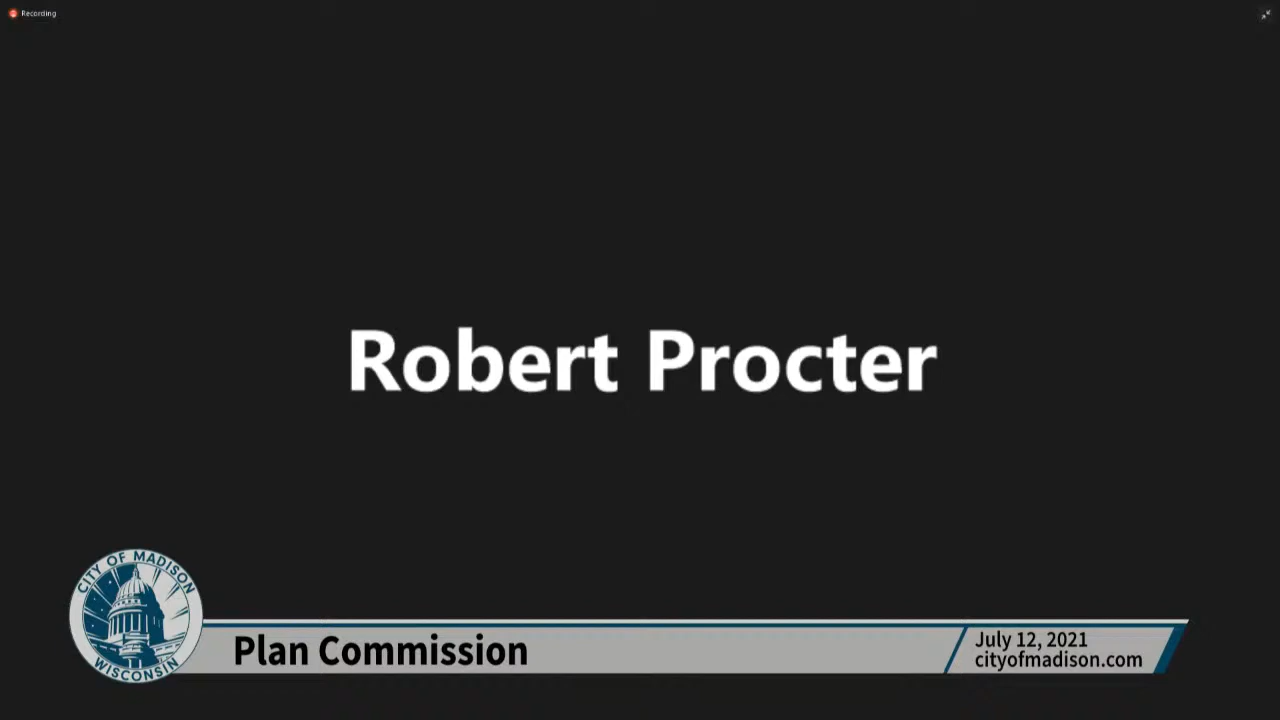 Recording
Robert Procter
CITY OF MADISON
WISCONSIN
Plan Commission
July 12, 2021
cityofmadison.com